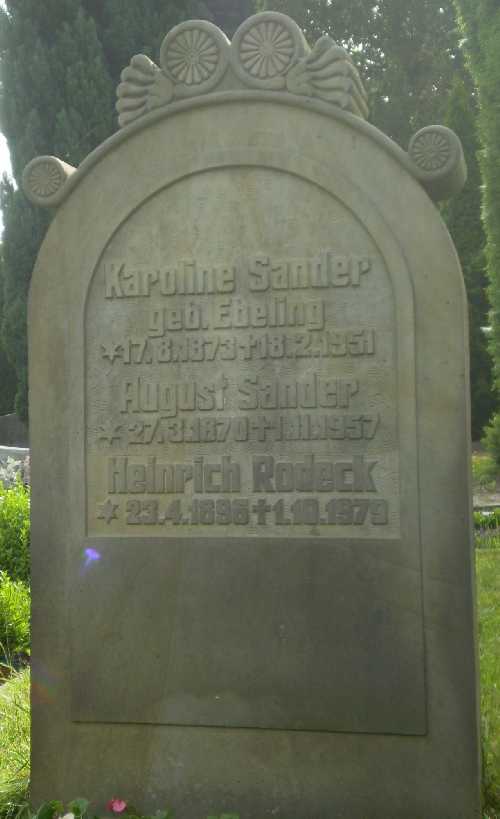 Karoline Sander
geb. Ebeling
* 17.8.1873 † 18.2.1951
August Sander
* 27.3.1870 † 1.11.1957
Heinrich Rodeck
* 23.4.1896 † 1.10.1979